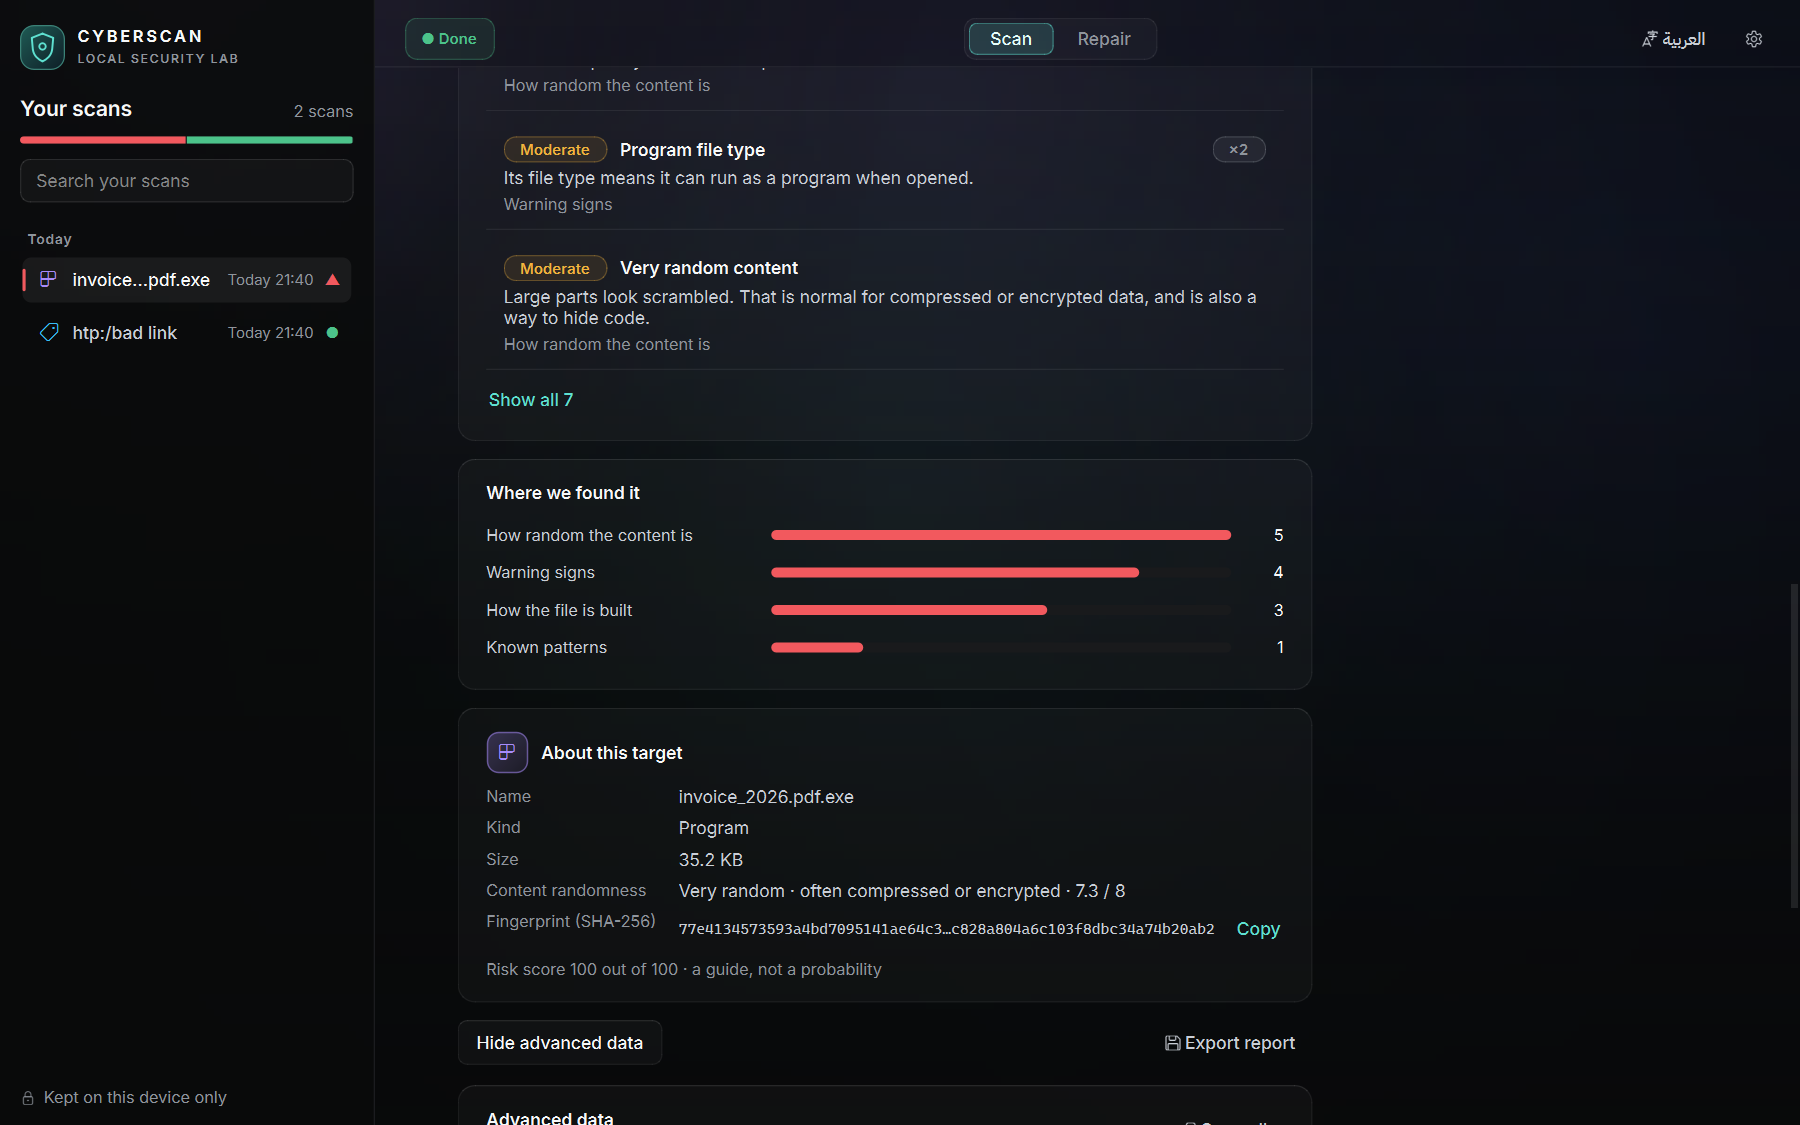 CYBERSCAN
LOCAL SECURITY LAB
Done
Scan
Repair
العربية
Your scans
2 scans
Search your scans
Today
invoice...pdf.exe Today 21:40
htp:/bad link Today 21:40
Kept on this device only
How random the content is
Moderate Program file type ×2
Its file type means it can run as a program when opened.
Warning signs
Moderate Very random content
Large parts look scrambled. That is normal for compressed or encrypted data, and is also a
way to hide code.
How random the content is
Show all 7
Where we found it
How random the content is 5
Warning signs 4
How the file is built 3
Known patterns 1
About this target
Name invoice_2026.pdf.exe
Kind Program
Size 35.2 KB
Content randomness Very random · often compressed or encrypted · 7.3 / 8
Fingerprint (SHA-256) 77e4134573593a4bd7095141ae64c3…c828a804a6c103f8dbc34a74b20ab2 Copy
Risk score 100 out of 100 · a guide, not a probability
Hide advanced data
Export report
Advanced data